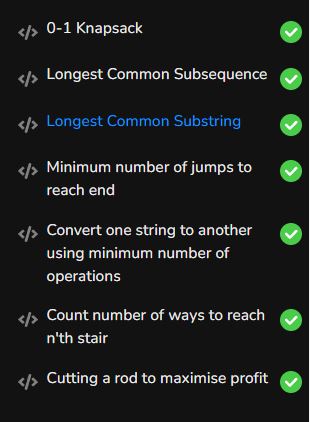 0-1 Knapsack
Longest Common Subsequence
Longest Common Substring
Minimum number of jumps to
reach end
Convert one string to another
using minimum number of
operations
Count number of ways to reach
n'th stair
Cutting a rod to maximise profit